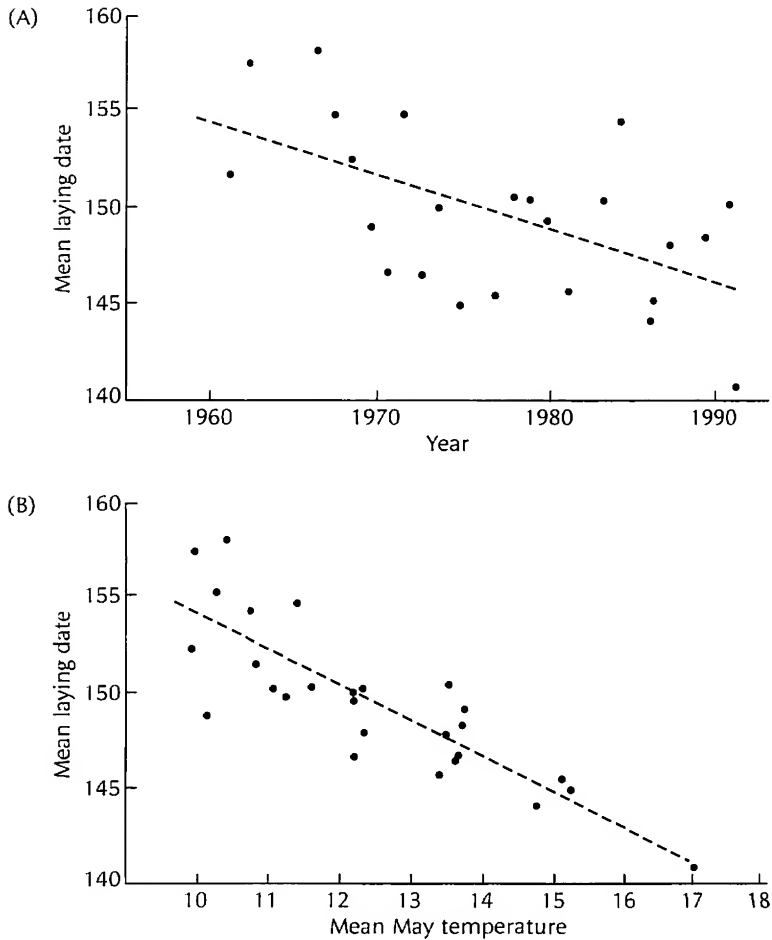 (A)
160
155
150
145
140
Mean laying date
1960 1970 1980 1990
Year
(B)
160
155
150
145
140
Mean laying date
10 11 12 13 14 15 16 17 18
Mean May temperature